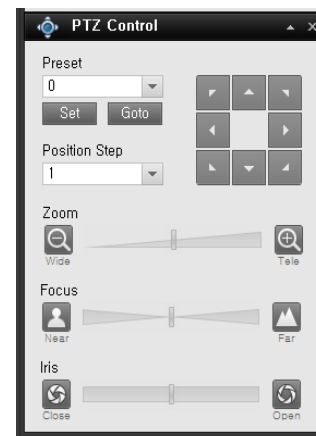 PTZ Control
Preset
0
Set Goto
Position Step
1
Zoom
Wide Tele
Focus
Near Far
Iris
Close Open